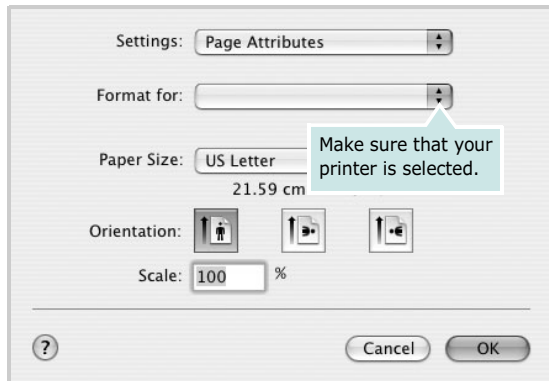 Settings: Page Attributes
Format for:
Make sure that your
printer is selected.
Paper Size: US Letter
21.59 cm
Orientation:
Scale: 100 %
? Cancel OK